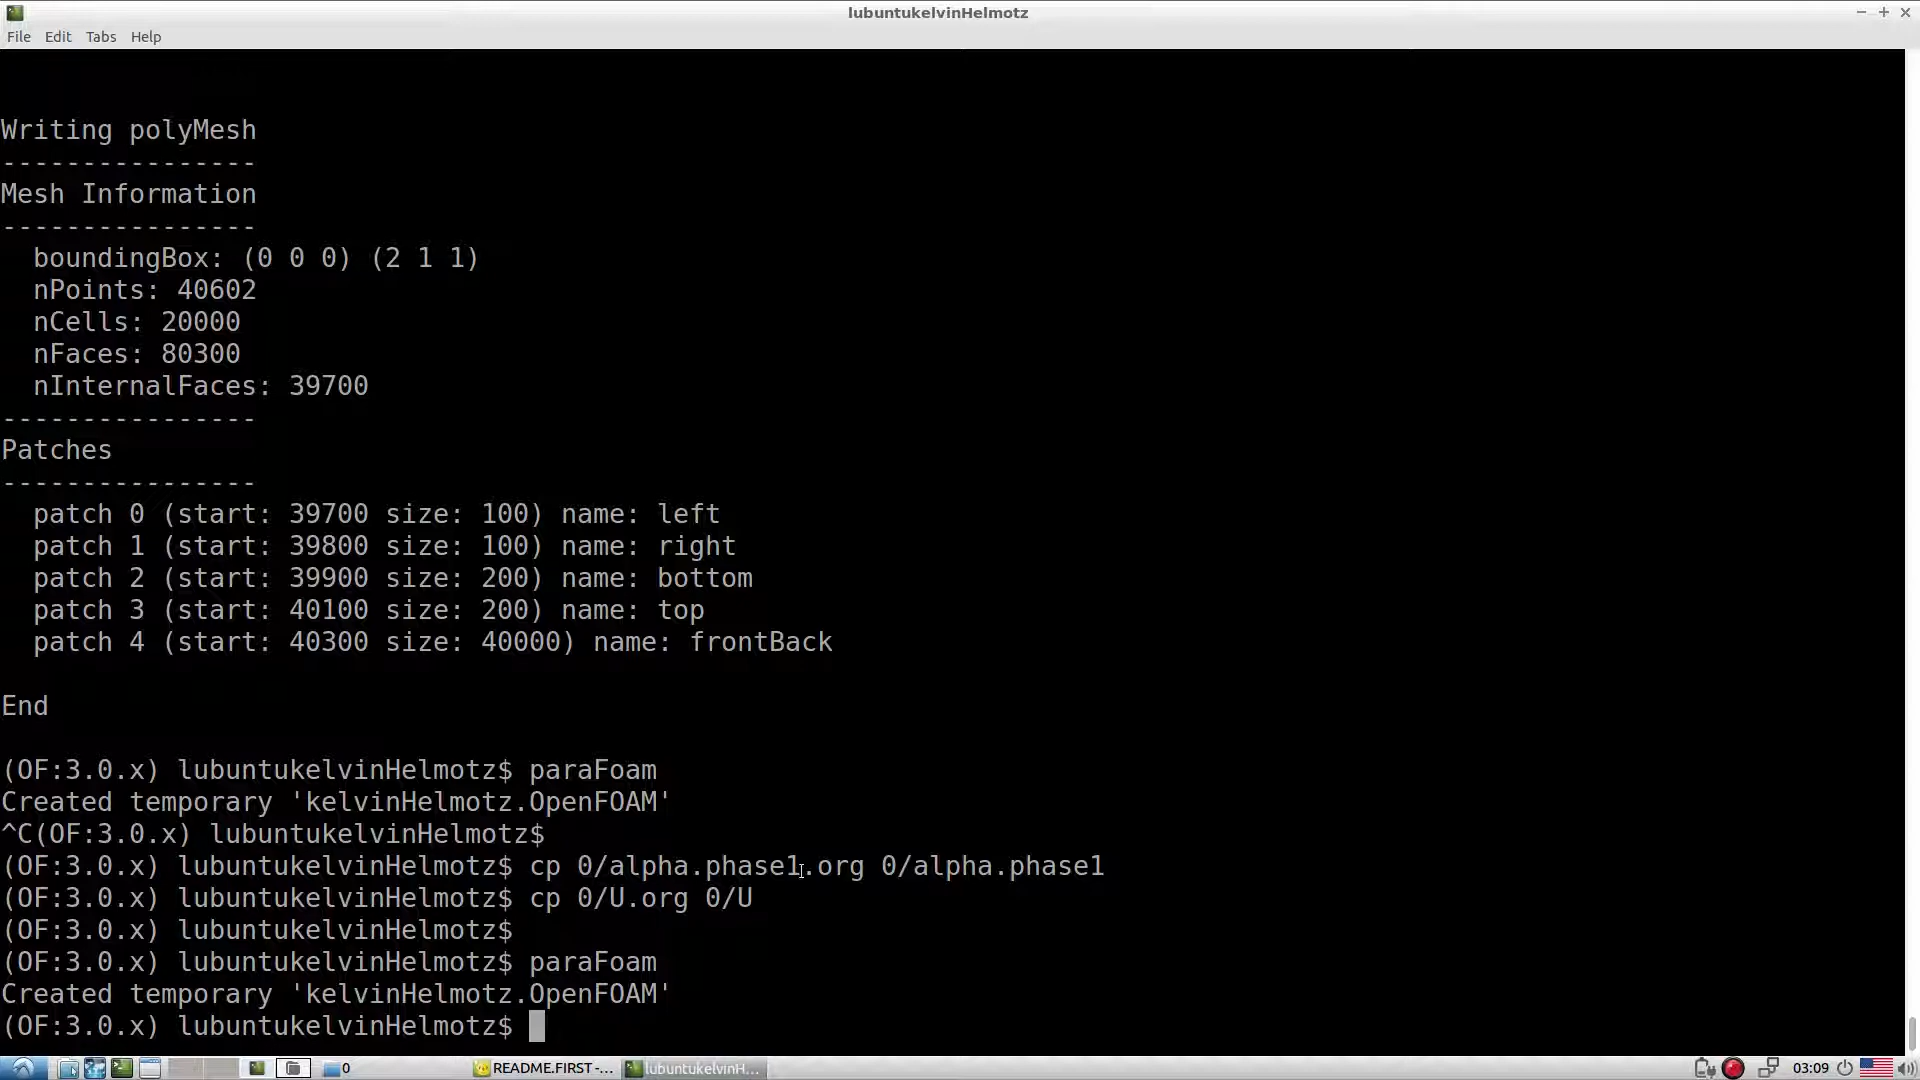 lubuntukelvinHelmotz
File Edit Tabs Help
Writing polyMesh
----------------
Mesh Information
----------------
boundingBox: (0 0 0) (2 1 1)
nPoints: 40602
nCells: 20000
nFaces: 80300
nInternalFaces: 39700
----------------
Patches
----------------
patch 0 (start: 39700 size: 100) name: left
patch 1 (start: 39800 size: 100) name: right
patch 2 (start: 39900 size: 200) name: bottom
patch 3 (start: 40100 size: 200) name: top
patch 4 (start: 40300 size: 40000) name: frontBack
End
(OF:3.0.x) lubuntukelvinHelmotz$ paraFoam
Created temporary 'kelvinHelmotz.OpenFOAM'
^C(OF:3.0.x) lubuntukelvinHelmotz$
(OF:3.0.x) lubuntukelvinHelmotz$ cp 0/alpha.phase1.org 0/alpha.phase1
(OF:3.0.x) lubuntukelvinHelmotz$ cp 0/U.org 0/U
(OF:3.0.x) lubuntukelvinHelmotz$
(OF:3.0.x) lubuntukelvinHelmotz$ paraFoam
Created temporary 'kelvinHelmotz.OpenFOAM'
(OF:3.0.x) lubuntukelvinHelmotz$
0 README.FIRST -... lubuntukelvinH... 03:09